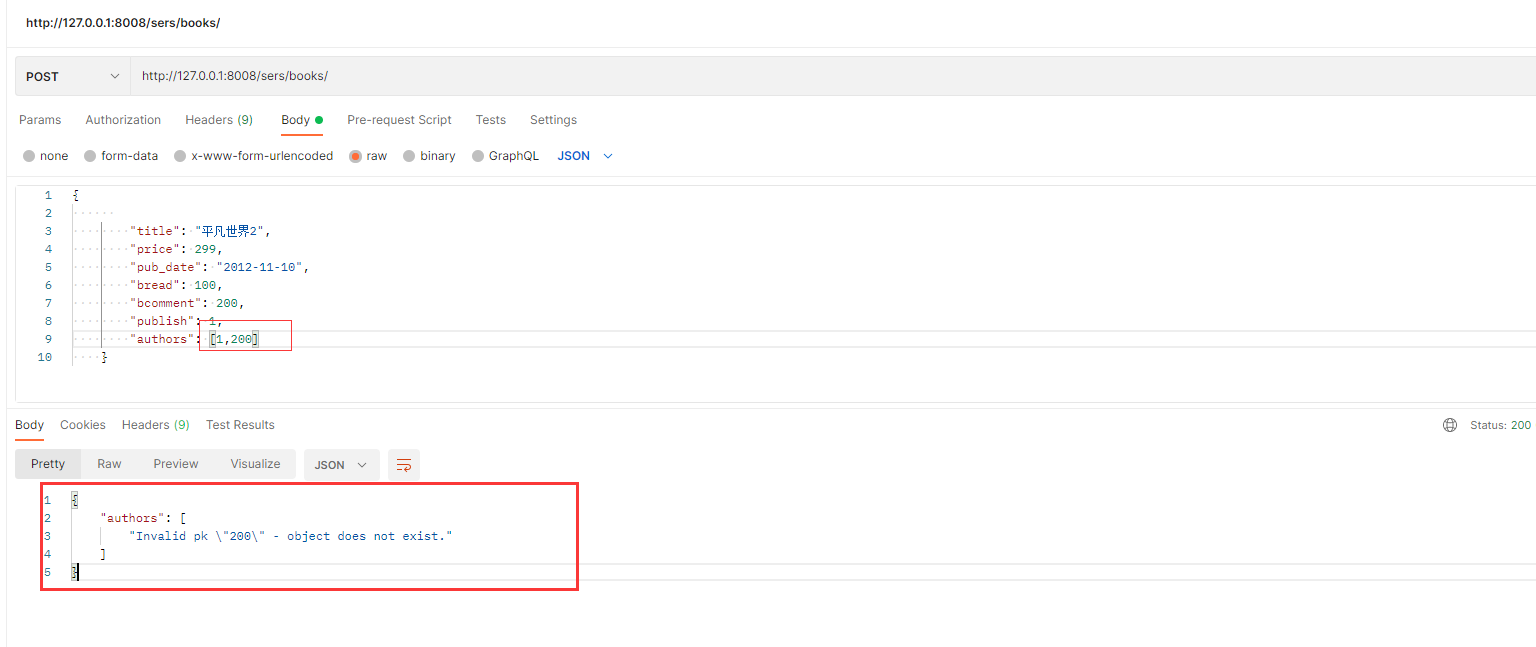 http://127.0.0.1:8008/sers/books/
POST http://127.0.0.1:8008/sers/books/
Params Authorization Headers (9) Body Pre-request Script Tests Settings
none form-data x-www-form-urlencoded raw binary GraphQL JSON
1 {
2
3 "title": "平凡世界2",
4 "price": 299,
5 "pub_date": "2012-11-10",
6 "bread": 100,
7 "bcomment": 200,
8 "publish": 1,
9 "authors": [1,200]
10 }
Body Cookies Headers (9) Test Results Status: 200
Pretty Raw Preview Visualize JSON
1 {
2 "authors": [
3 "Invalid pk \"200\" - object does not exist."
4 ]
5 }